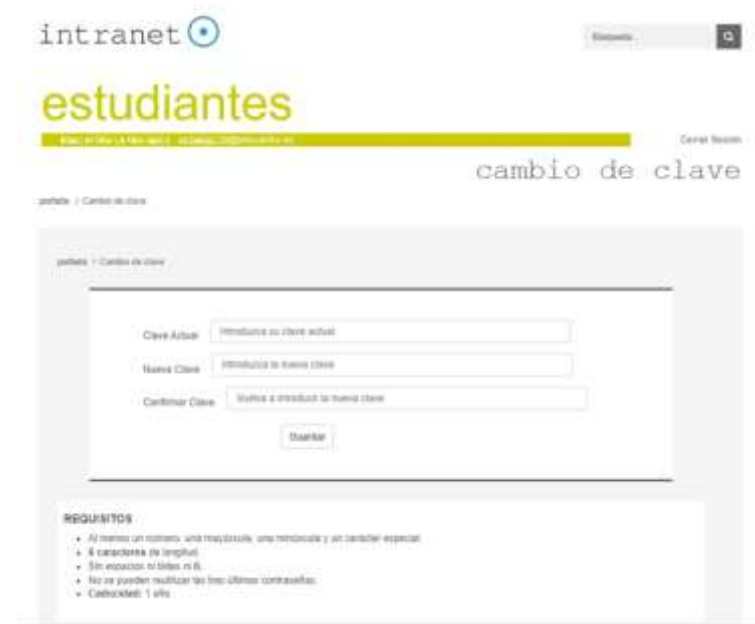 intranet
Búsqueda...
estudiantes
Cerrar Sesión
cambio de clave
portada / Cambio de clave
portada / Cambio de clave
Clave Actual Introduzca su clave actual
Nueva Clave Introduzca la nueva clave
Confirmar Clave Vuelva a introducir la nueva clave
Guardar
REQUISITOS
Al menos un número, una mayúscula, una minúscula y un carácter especial.
caracteres de longitud.
Sin espacios ni tildes ni ñ.
No se pueden reutilizar las tres últimas contraseñas.
Caducidad: 1 año